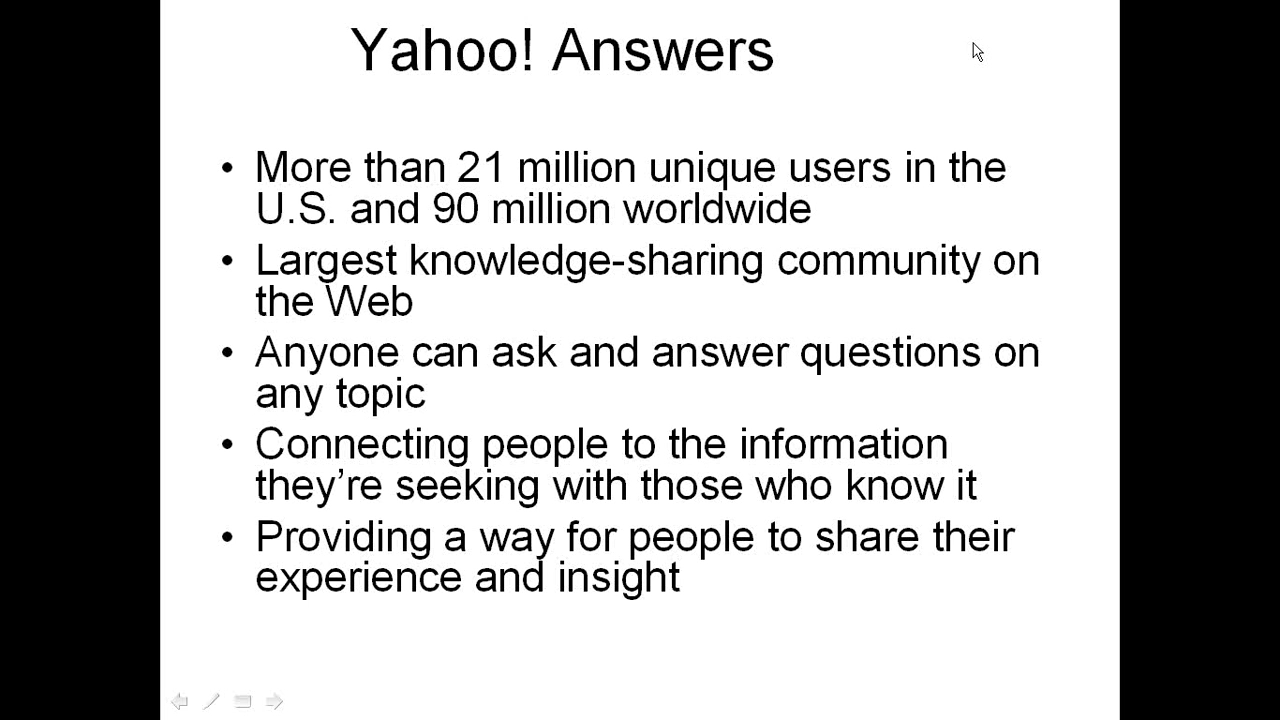 Yahoo! Answers
• More than 21 million unique users in the
U.S. and 90 million worldwide
• Largest knowledge-sharing community on
the Web
• Anyone can ask and answer questions on
any topic
• Connecting people to the information
they’re seeking with those who know it
• Providing a way for people to share their
experience and insight